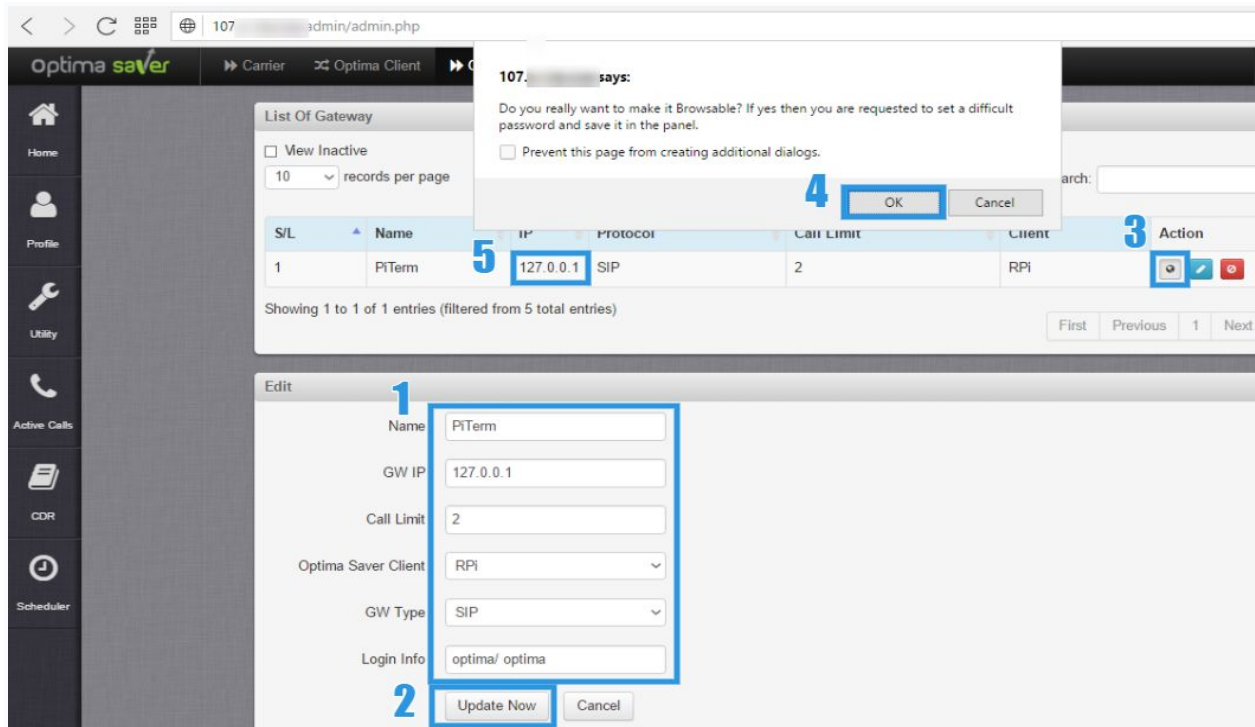 107 admin/admin.php
optima saver
Carrier
Optima Client
107. says:
Do you really want to make it Browsable? If yes then you are requested to set a difficult
password and save it in the panel.
Prevent this page from creating additional dialogs.
4
OK
Cancel
Home
Profile
Utility
Active Calls
CDR
Scheduler
List Of Gateway
View Inactive
10 records per page
arch:
S/L Name IP Protocol Call Limit Client Action
3
5
1 PiTerm 127.0.0.1 SIP 2 RPi
Showing 1 to 1 of 1 entries (filtered from 5 total entries)
First Previous 1 Next
Edit
1
Name PiTerm
GW IP 127.0.0.1
Call Limit 2
Optima Saver Client RPi
GW Type SIP
Login Info optima/ optima
2
Update Now Cancel